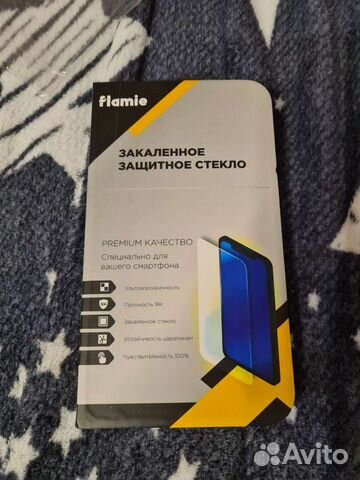 flamie
ЗАКАЛЕННОЕ
ЗАЩИТНОЕ СТЕКЛО
PREMIUM КАЧЕСТВО
Специально для
вашего смартфона
Ультрапрозрачность
Прочность 9H
Закаленное стекло
Устойчивость царапинам
Чувствительность 100%
Avito